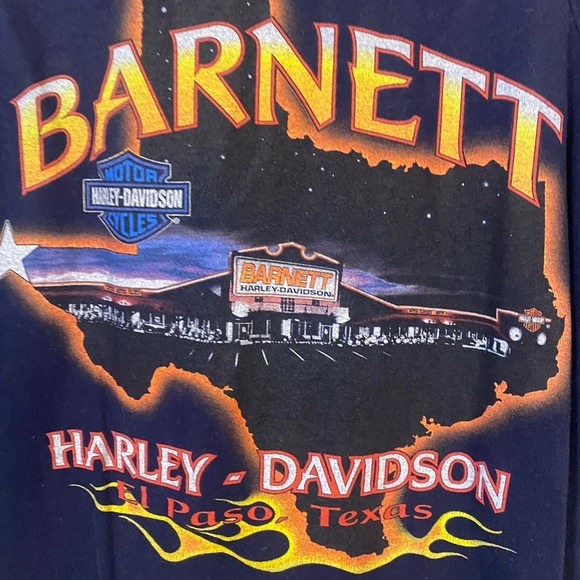 BARNETT
MOTOR
HARLEY-DAVIDSON
CYCLES
®
BARNETT
HARLEY-DAVIDSON
HARLEY - DAVIDSON
El Paso, Texas